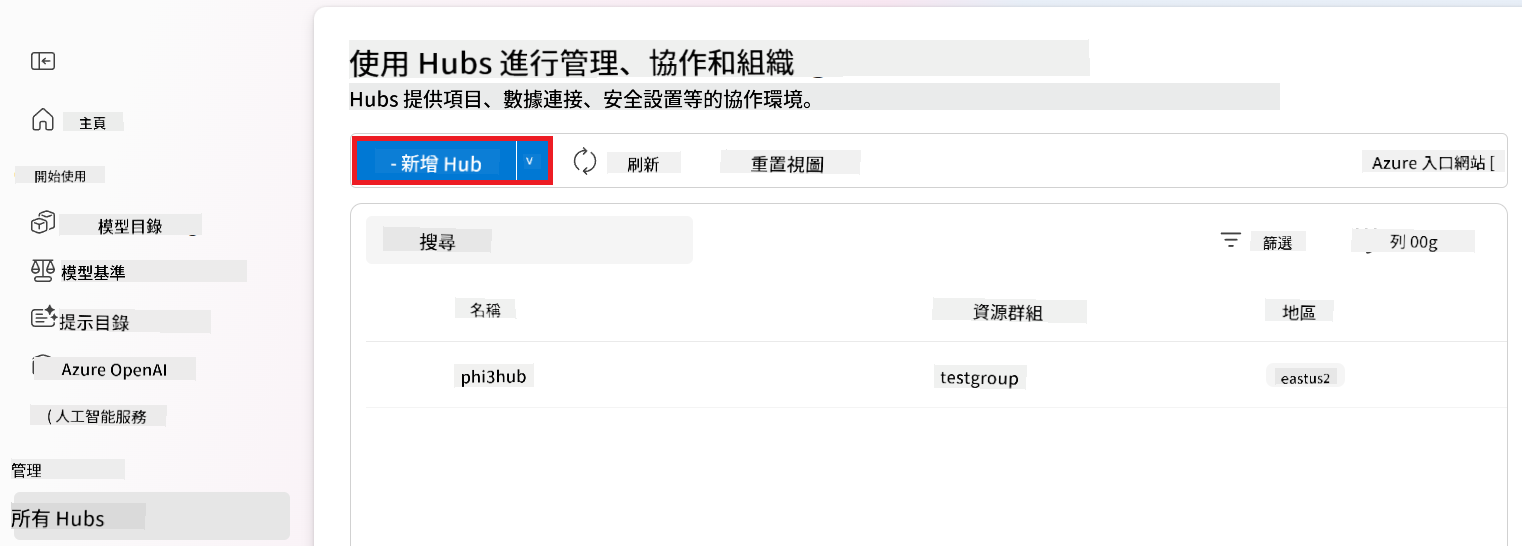 使用 Hubs 進行管理、協作和組織
Hubs 提供項目、數據連接、安全設置等的協作環境。
主頁
開始使用
模型目錄
模型基準
提示目錄
Azure OpenAI
( 人工智能服務
管理
所有 Hubs
- 新增 Hub ˅
刷新
重置視圖
Azure 入口網站 [
搜尋
篩選
列 00g
名稱 資源群組 地區
phi3hub testgroup eastus2